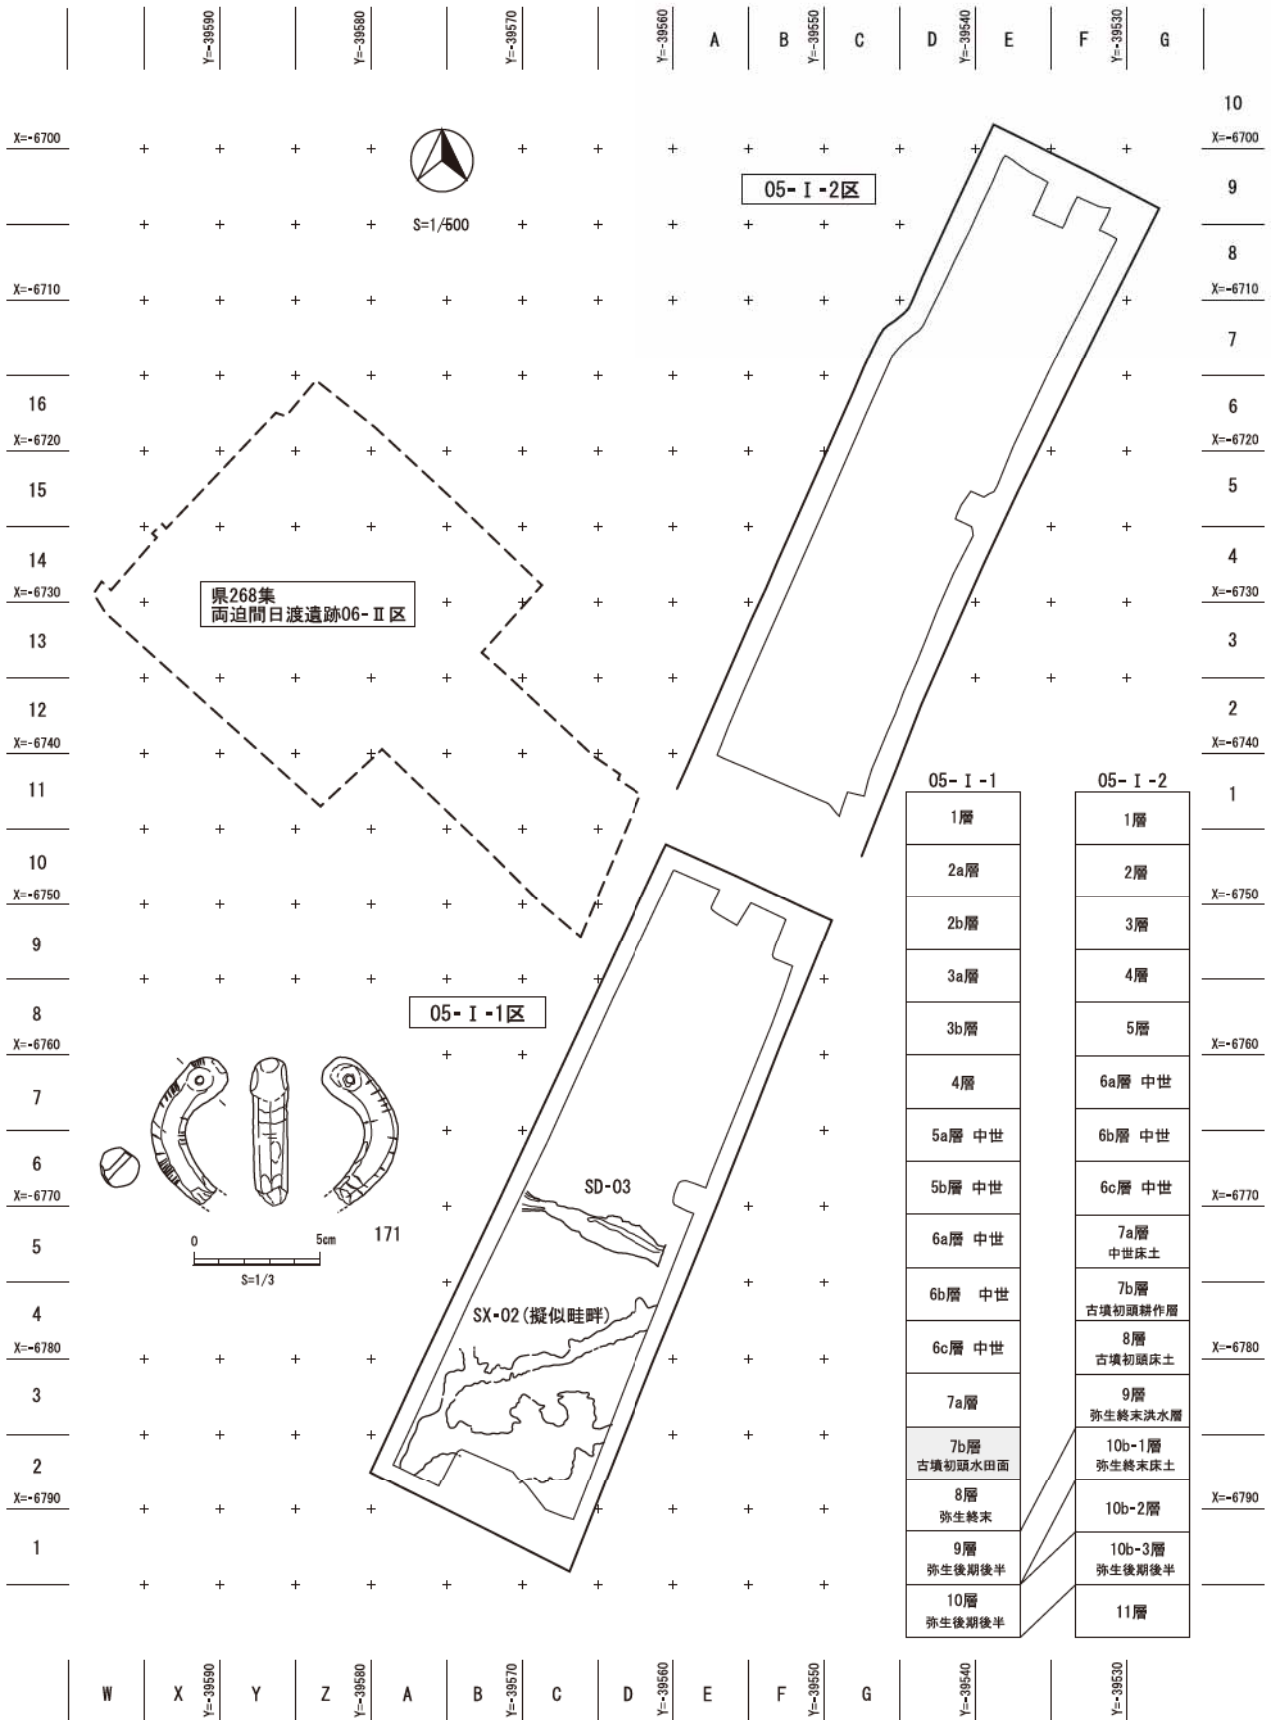 Y=-39590
Y=-39580
Y=-39570
Y=-39560
A
B
Y=-39550
C
D
Y=-39540
E
F
Y=-39530
G
10
X=-6700
X=-6700
05-Ⅰ-2区
9
S=1/500
8
X=-6710
X=-6710
7
16
6
X=-6720
X=-6720
15
5
14
4
X=-6730
X=-6730
県268集
両迫間日渡遺跡06-Ⅱ区
13
3
12
2
X=-6740
X=-6740
11
1
05-Ⅰ-1
1層
2a層
2b層
3a層
3b層
4層
5a層 中世
5b層 中世
6a層 中世
6b層 中世
6c層 中世
7a層
7b層
古墳初頭水田面
8層
弥生終末
9層
弥生後期後半
10層
弥生後期後半
05-Ⅰ-2
1層
2層
3層
4層
5層
6a層 中世
6b層 中世
6c層 中世
7a層
中世床土
7b層
古墳初頭耕作層
8層
古墳初頭床土
9層
弥生終末洪水層
10b-1層
弥生終末床土
10b-2層
10b-3層
弥生後期後半
11層
10
X=-6750
X=-6750
9
05-Ⅰ-1区
8
X=-6760
X=-6760
7
6
X=-6770
X=-6770
SD-03
171
0
5cm
S=1/3
5
SX-02(擬似畦畔)
4
X=-6780
X=-6780
3
2
X=-6790
X=-6790
1
W
X
Y=-39590
Y
Z
Y=-39580
A
B
Y=-39570
C
D
Y=-39560
E
F
Y=-39550
G
Y=-39540
Y=-39530